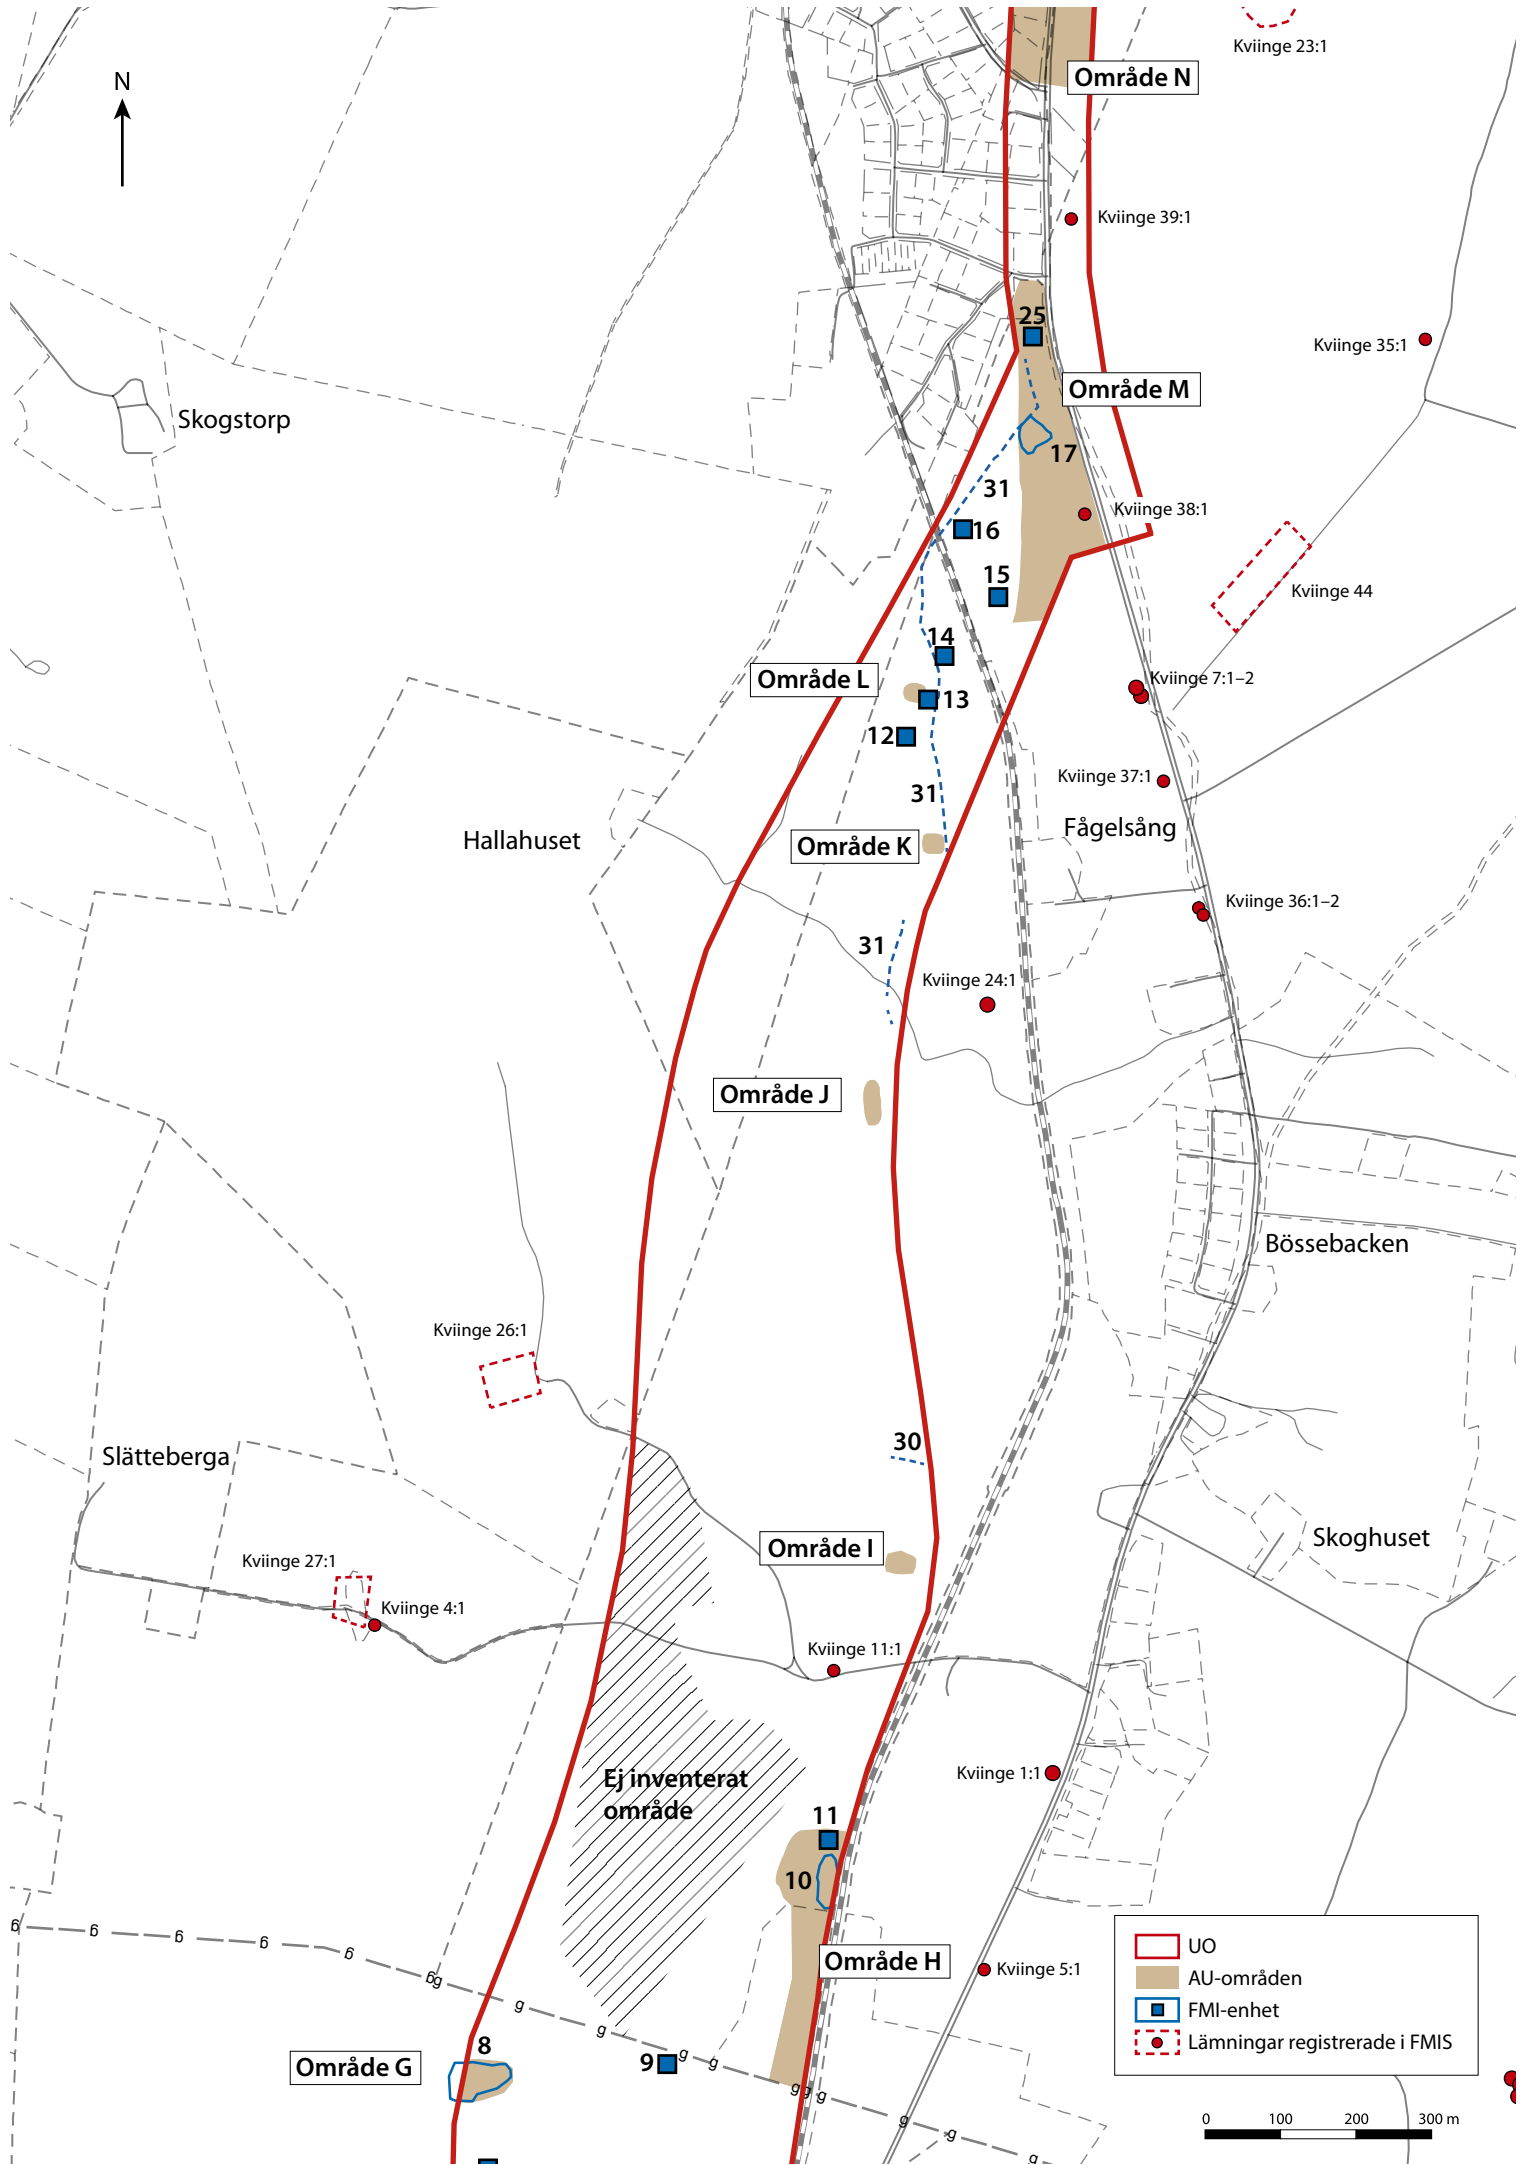 Kviinge 23:1
N
Område N
Kviinge 39:1
25
Kviinge 35:1
Område M
Skogstorp
17
31
Kviinge 38:1
16
15
Kviinge 44
14
Område L
Kviinge 7:1–2
13
12
Kviinge 37:1
31
Fågelsång
Hallahuset
Område K
Kviinge 36:1–2
31
Kviinge 24:1
Område J
Bössebacken
Kviinge 26:1
30
Slätteberga
Skoghuset
Område I
Kviinge 27:1
Kviinge 4:1
Kviinge 11:1
Kviinge 1:1
Ej inventerat
område
11
10
g g g g g g g g g g g g g g g g g g
Område H
Kviinge 5:1
UO
AU-områden
FMI-enhet
Lämningar registrerade i FMIS
8
9
Område G
0 100 200 300 m